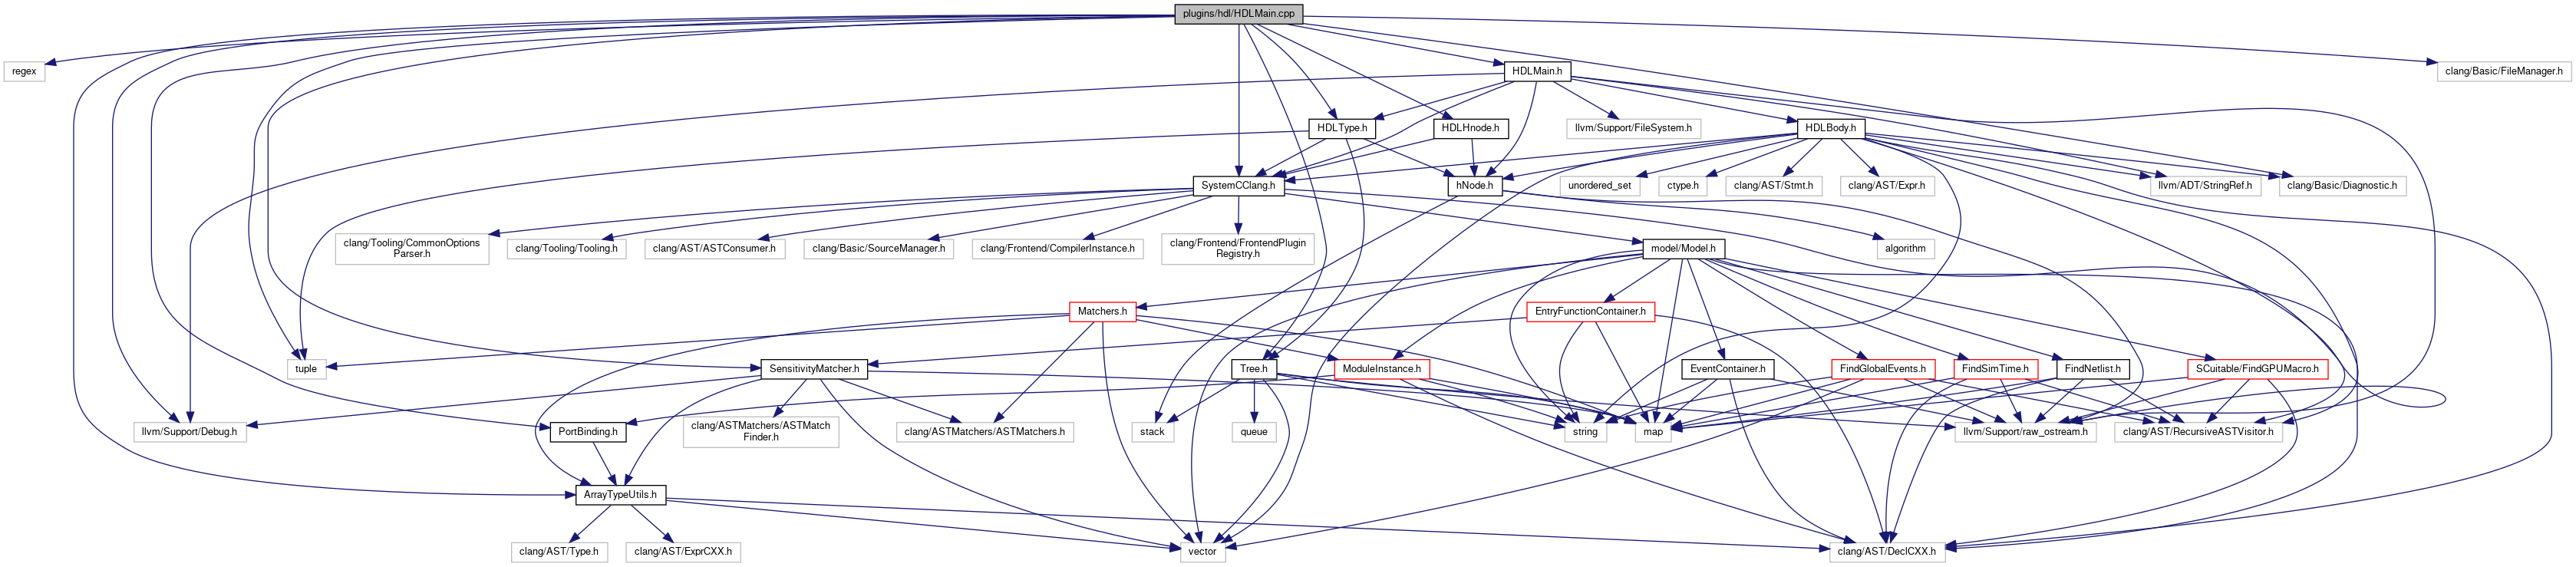 plugins/hdl/HDLMain.cpp
regex
HDLMain.h
clang/Basic/FileManager.h
HDLType.h
HDLHnode.h
llvm/Support/FileSystem.h
HDLBody.h
SystemCClang.h
hNode.h
unordered_set
ctype.h
clang/AST/Stmt.h
clang/AST/Expr.h
llvm/ADT/StringRef.h
clang/Basic/Diagnostic.h
clang/Tooling/CommonOptions
Parser.h
clang/Tooling/Tooling.h
clang/AST/ASTConsumer.h
clang/Basic/SourceManager.h
clang/Frontend/CompilerInstance.h
clang/Frontend/FrontendPlugin
Registry.h
model/Model.h
algorithm
Matchers.h
EntryFunctionContainer.h
tuple
SensitivityMatcher.h
Tree.h
ModuleInstance.h
EventContainer.h
FindGlobalEvents.h
FindSimTime.h
FindNetlist.h
SCuitable/FindGPUMacro.h
llvm/Support/Debug.h
PortBinding.h
clang/ASTMatchers/ASTMatch
Finder.h
clang/ASTMatchers/ASTMatchers.h
stack
queue
string
map
llvm/Support/raw_ostream.h
clang/AST/RecursiveASTVisitor.h
ArrayTypeUtils.h
clang/AST/Type.h
clang/AST/ExprCXX.h
vector
clang/AST/DeclCXX.h